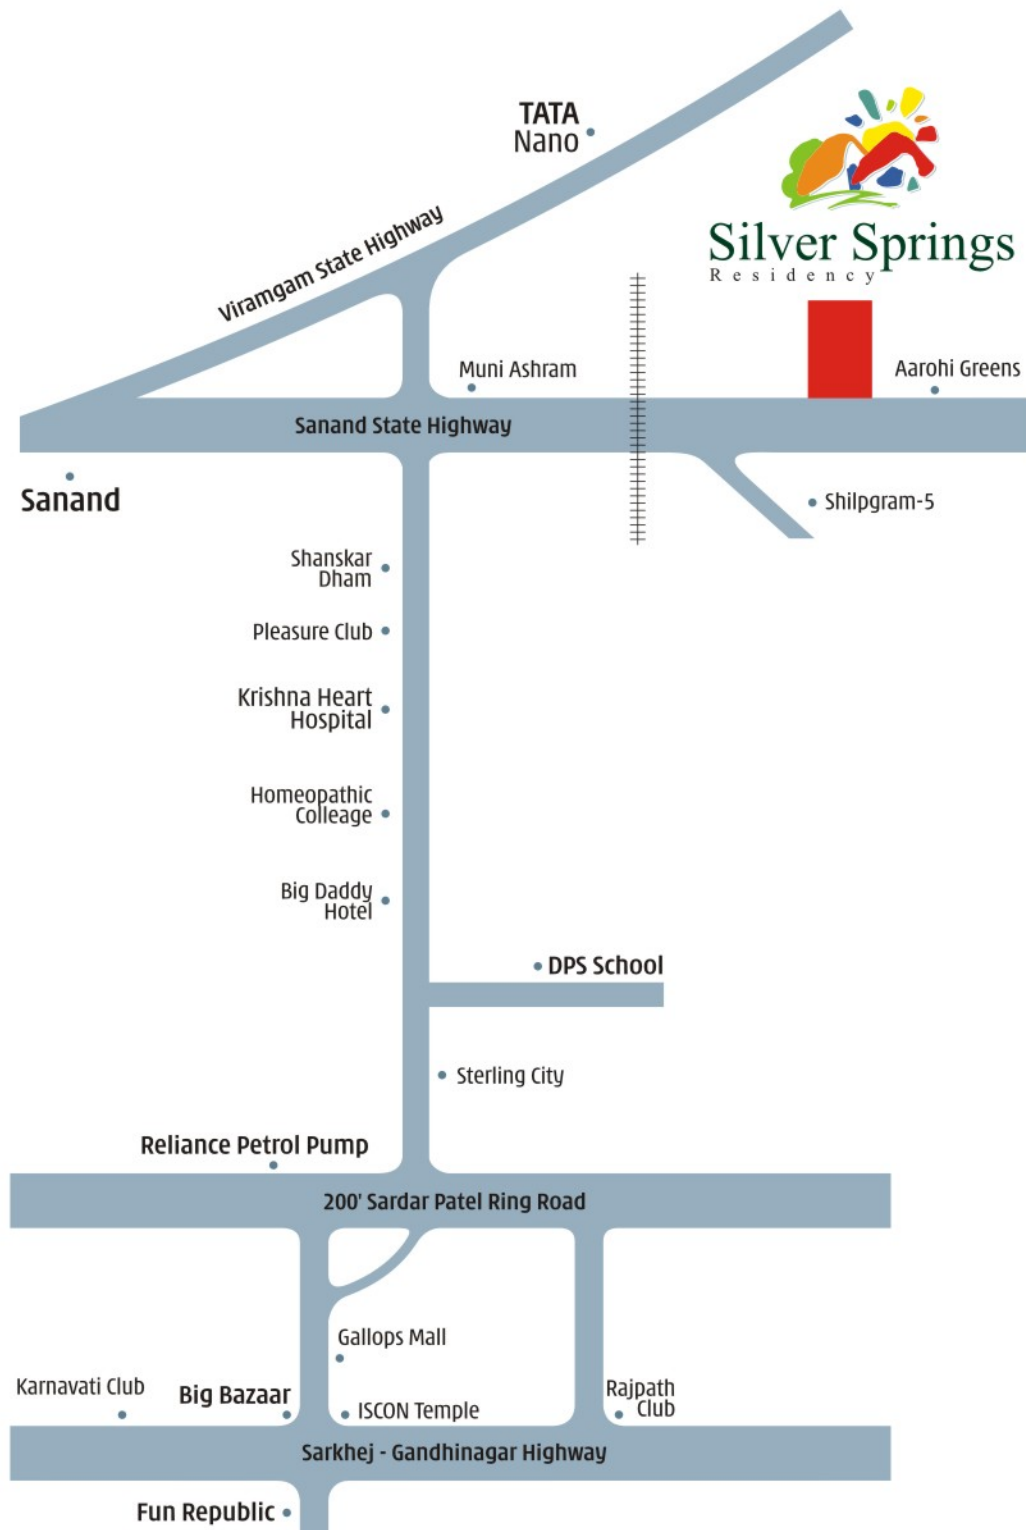 TATA
Nano
Silver Springs
Residency
Viramgam State Highway
Muni Ashram
Aarohi Greens
Sanand State Highway
Sanand
Shilpgram-5
Shanskar
Dham
Pleasure Club
Krishna Heart
Hospital
Homeopathic
Colleage
Big Daddy
Hotel
DPS School
Sterling City
Reliance Petrol Pump
200' Sardar Patel Ring Road
Gallops Mall
Karnavati Club
Big Bazaar
ISCON Temple
Rajpath
Club
Sarkhej - Gandhinagar Highway
Fun Republic